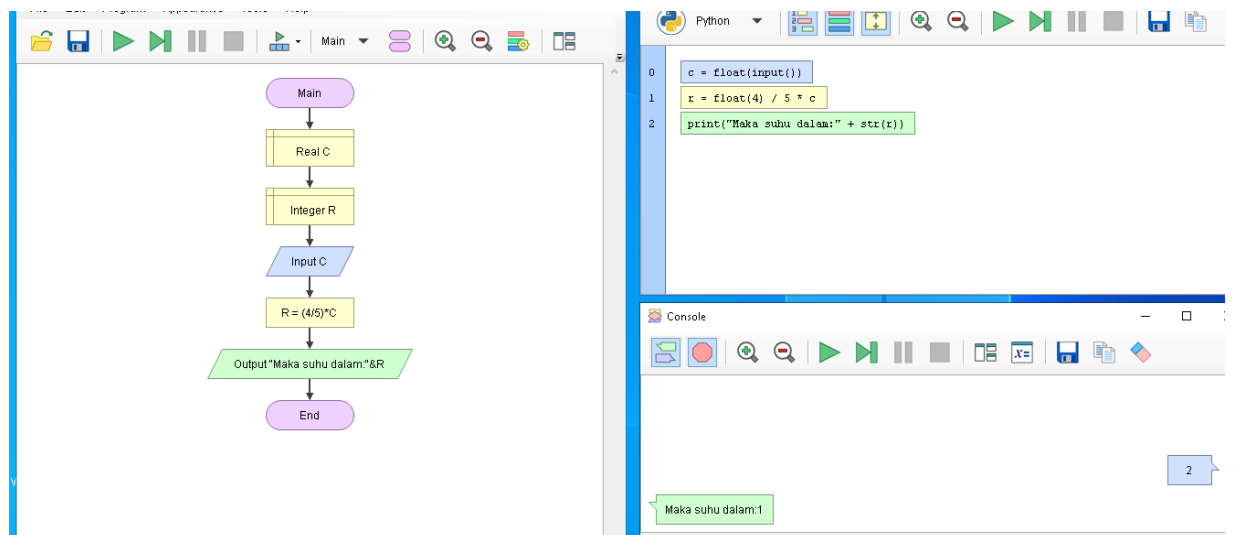 Main
Main
Real C
Integer R
Input C
R = (4/5)*C
Output "Maka suhu dalam:"&R
End
Python
0 c = float(input())
1 r = float(4) / 5 * c
2 print("Maka suhu dalam:" + str(r))
Console
x=
2
Maka suhu dalam:1